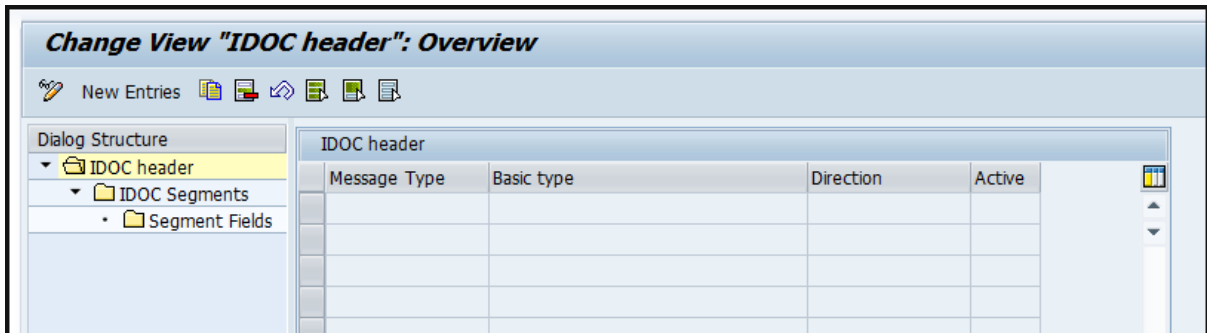 Change View "IDOC header": Overview
New Entries
Dialog Structure
IDOC header
IDOC Segments
Segment Fields
IDOC header
Message Type Basic type Direction Active